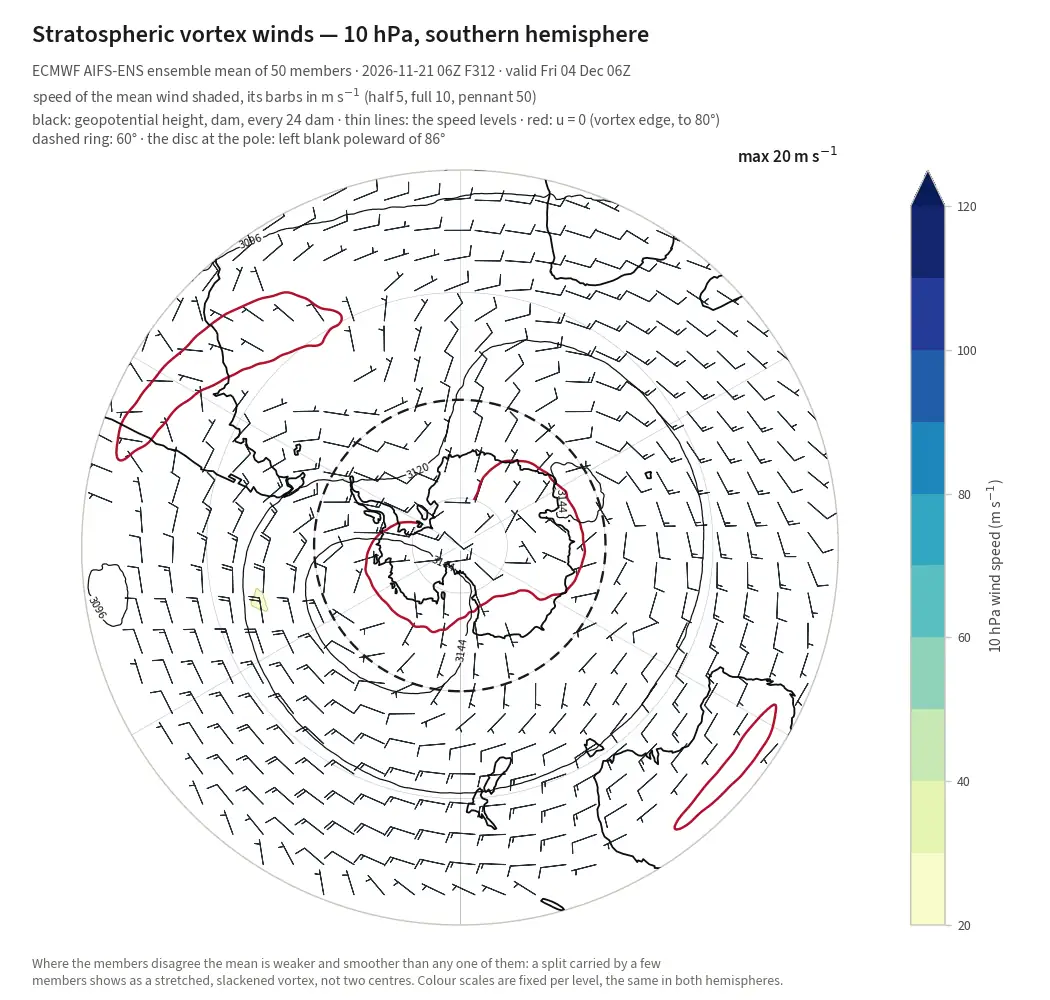 Stratospheric vortex winds — 10 hPa, southern hemisphere
ECMWF AIFS-ENS ensemble mean of 50 members · 2026-11-21 06Z F312 · valid Fri 04 Dec 06Z
speed of the mean wind shaded, its barbs in m s⁻¹ (half 5, full 10, pennant 50)
black: geopotential height, dam, every 24 dam · thin lines: the speed levels · red: u = 0 (vortex edge, to 80°)
dashed ring: 60° · the disc at the pole: left blank poleward of 86°
max 20 m s⁻¹
120
100
80
60
40
20
10 hPa wind speed (m s⁻¹)
3096
3120
3144
3144
3096
Where the members disagree the mean is weaker and smoother than any one of them: a split carried by a few
members shows as a stretched, slackened vortex, not two centres. Colour scales are fixed per level, the same in both hemispheres.